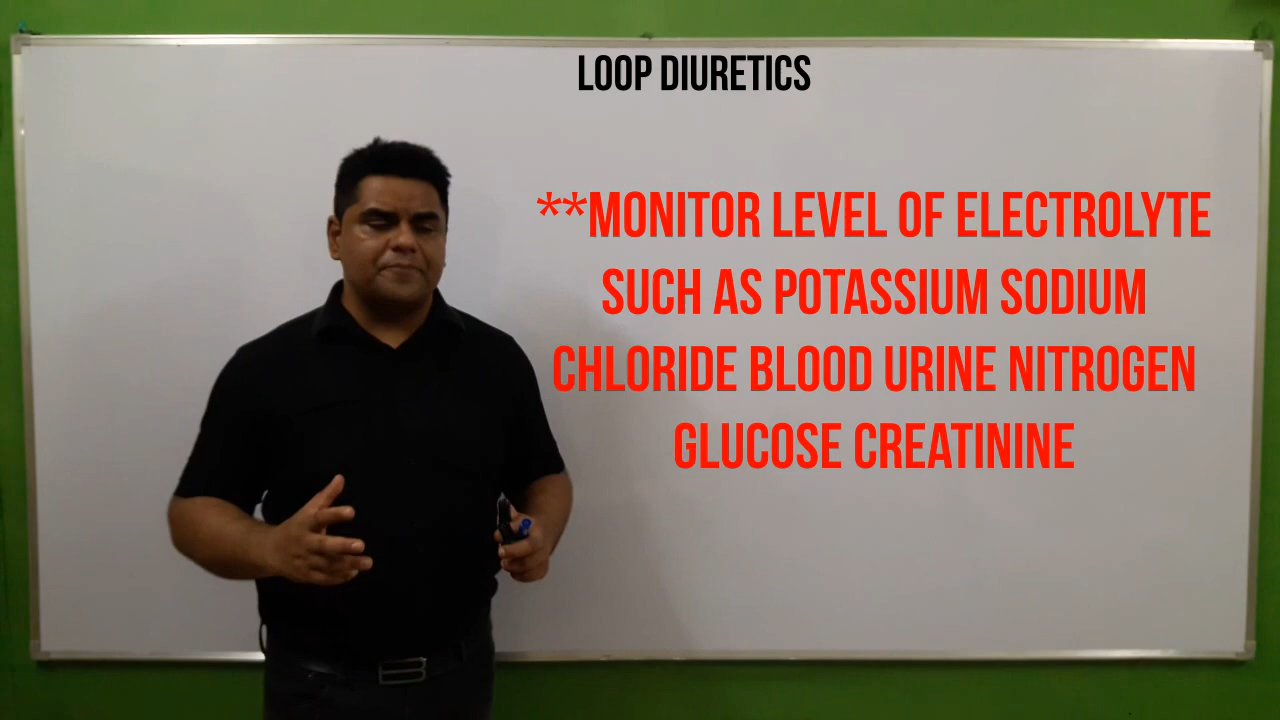 LOOP DIURETICS
**MONITOR LEVEL OF ELECTROLYTE
SUCH AS POTASSIUM SODIUM
CHLORIDE BLOOD URINE NITROGEN
GLUCOSE CREATININE